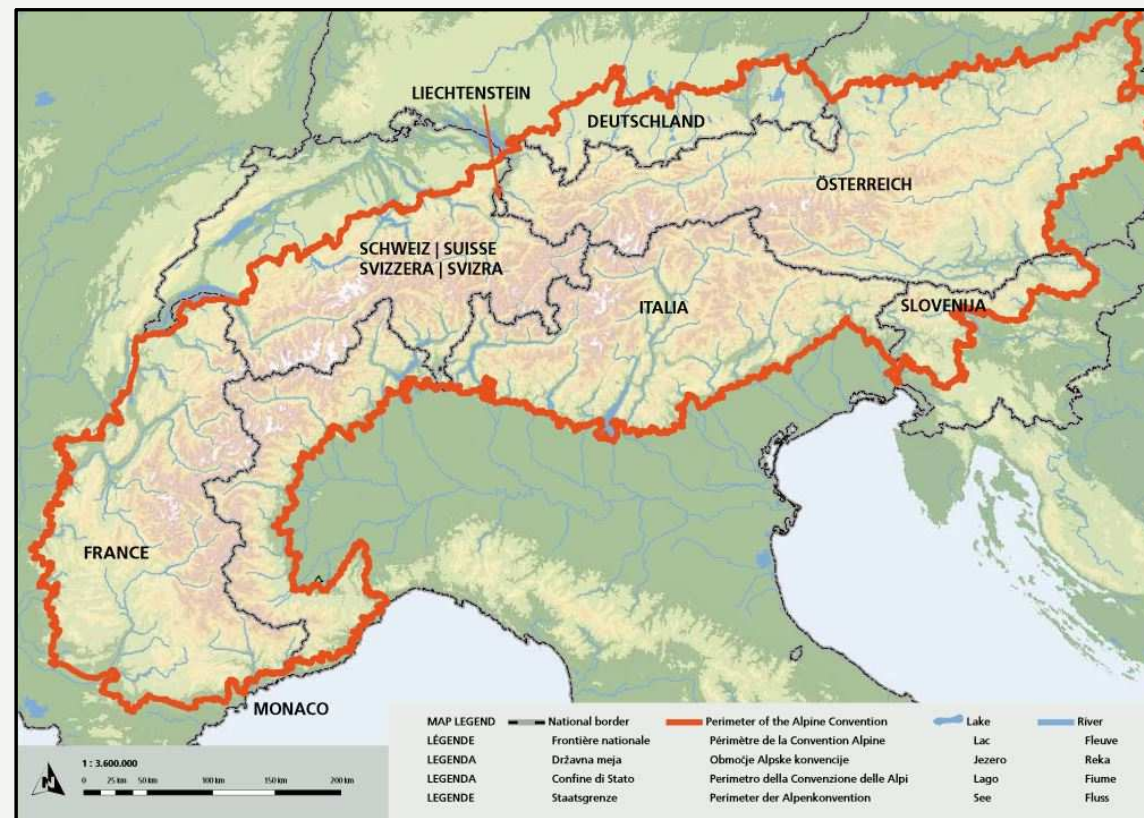 LIECHTENSTEIN
DEUTSCHLAND
ÖSTERREICH
SCHWEIZ | SUISSE
SVIZZERA | SVIZRA
ITALIA
SLOVENIJA
FRANCE
MONACO
MAP LEGEND National border Perimeter of the Alpine Convention Lake River
LÉGENDE Frontière nationale Périmètre de la Convention Alpine Lac Fleuve
LEGENDA Državna meja Območje Alpske konvencije Jezero Reka
LEGENDA Confine di Stato Perimetro della Convenzione delle Alpi Lago Fiume
LEGENDE Staatsgrenze Perimeter der Alpenkonvention See Fluss
N
1 : 3.600.000
0 25 km 50 km 100 km 150 km 200 km